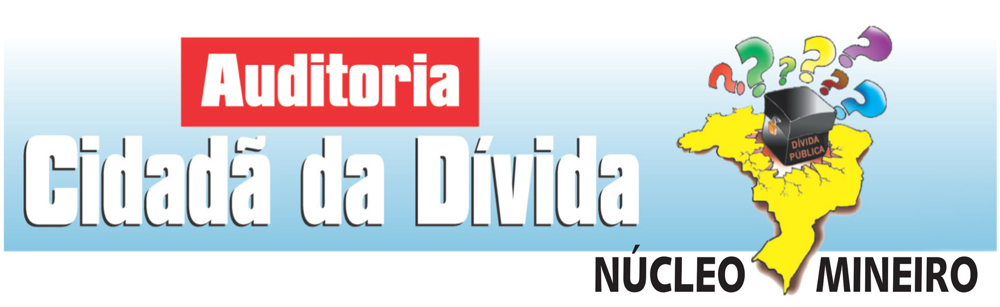 Auditoria
Cidadã da Dívida
DÍVIDA
PÚBLICA
NÚCLEO MINEIRO